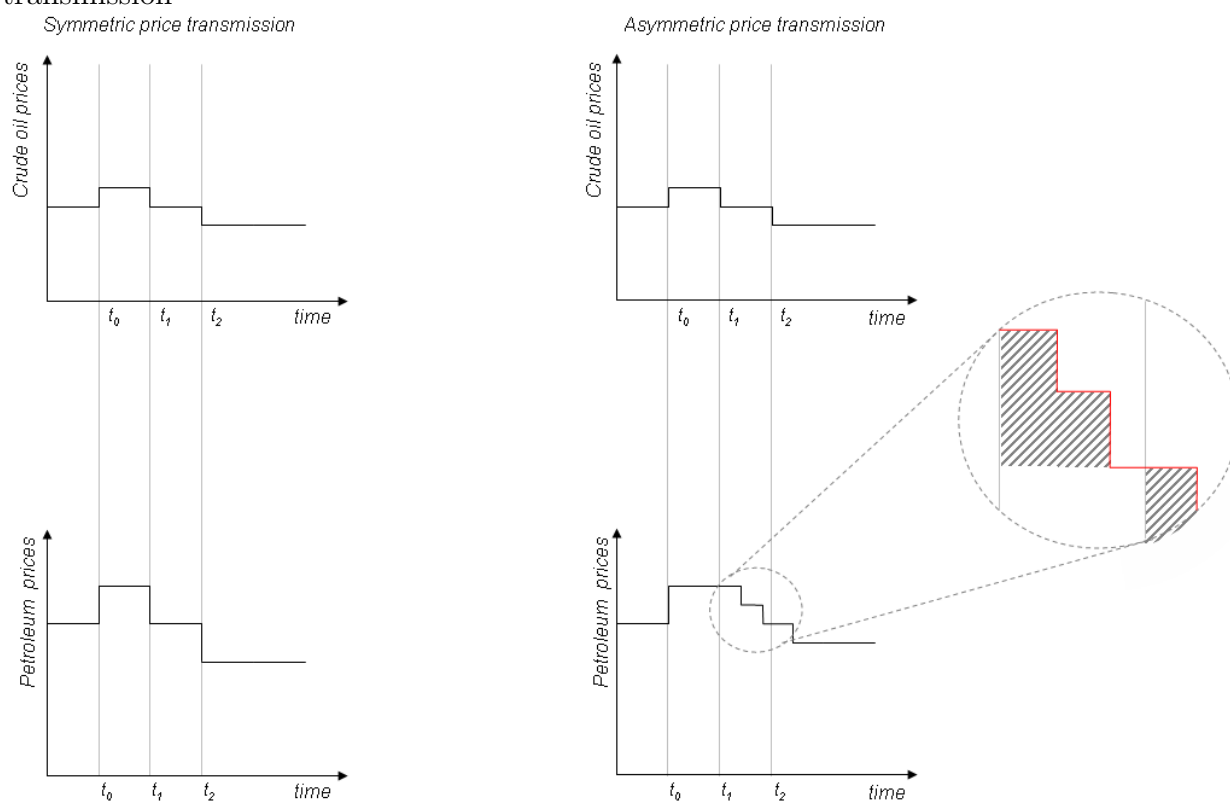 transmission
Symmetric price transmission
Asymmetric price transmission
Crude oil prices
t0 t1 t2 time
Crude oil prices
t0 t1 t2 time
Petroleum prices
t0 t1 t2 time
Petroleum prices
t0 t1 t2 time